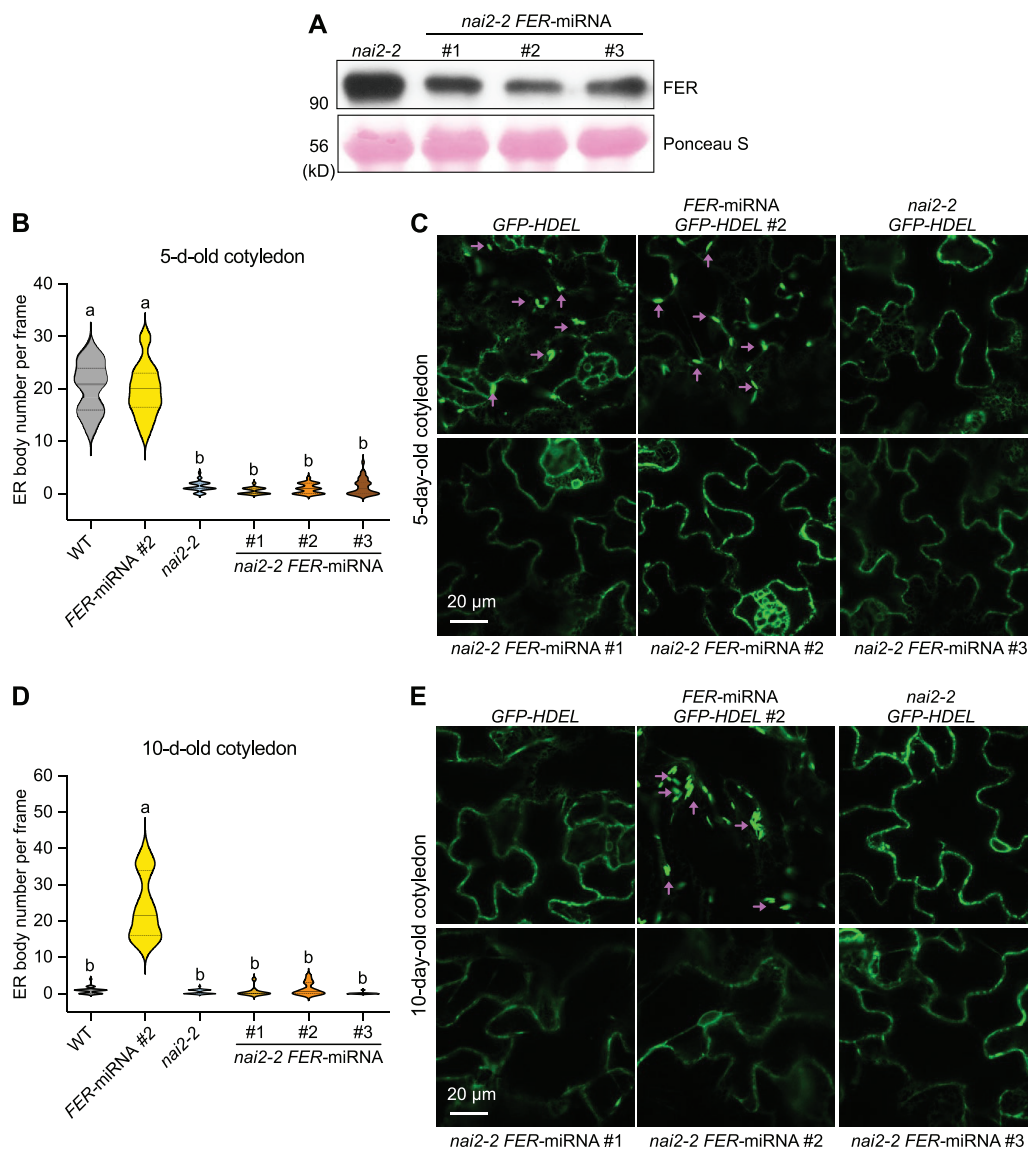 A
nai2-2 FER-miRNA
nai2-2 #1 #2 #3
90 FER
56 Ponceau S
(kD)
B
5-d-old cotyledon
ER body number per frame
40
30
20
10
0
a a b b b b
WT FER-miRNA #2 nai2-2 #1 #2 #3
nai2-2 FER-miRNA
C
GFP-HDEL FER-miRNA GFP-HDEL #2 nai2-2 GFP-HDEL
5-day-old cotyledon
20 µm
nai2-2 FER-miRNA #1 nai2-2 FER-miRNA #2 nai2-2 FER-miRNA #3
D
10-d-old cotyledon
ER body number per frame
60
50
40
30
20
10
0
b a b b b b
WT FER-miRNA #2 nai2-2 #1 #2 #3
nai2-2 FER-miRNA
E
GFP-HDEL FER-miRNA GFP-HDEL #2 nai2-2 GFP-HDEL
10-day-old cotyledon
20 µm
nai2-2 FER-miRNA #1 nai2-2 FER-miRNA #2 nai2-2 FER-miRNA #3